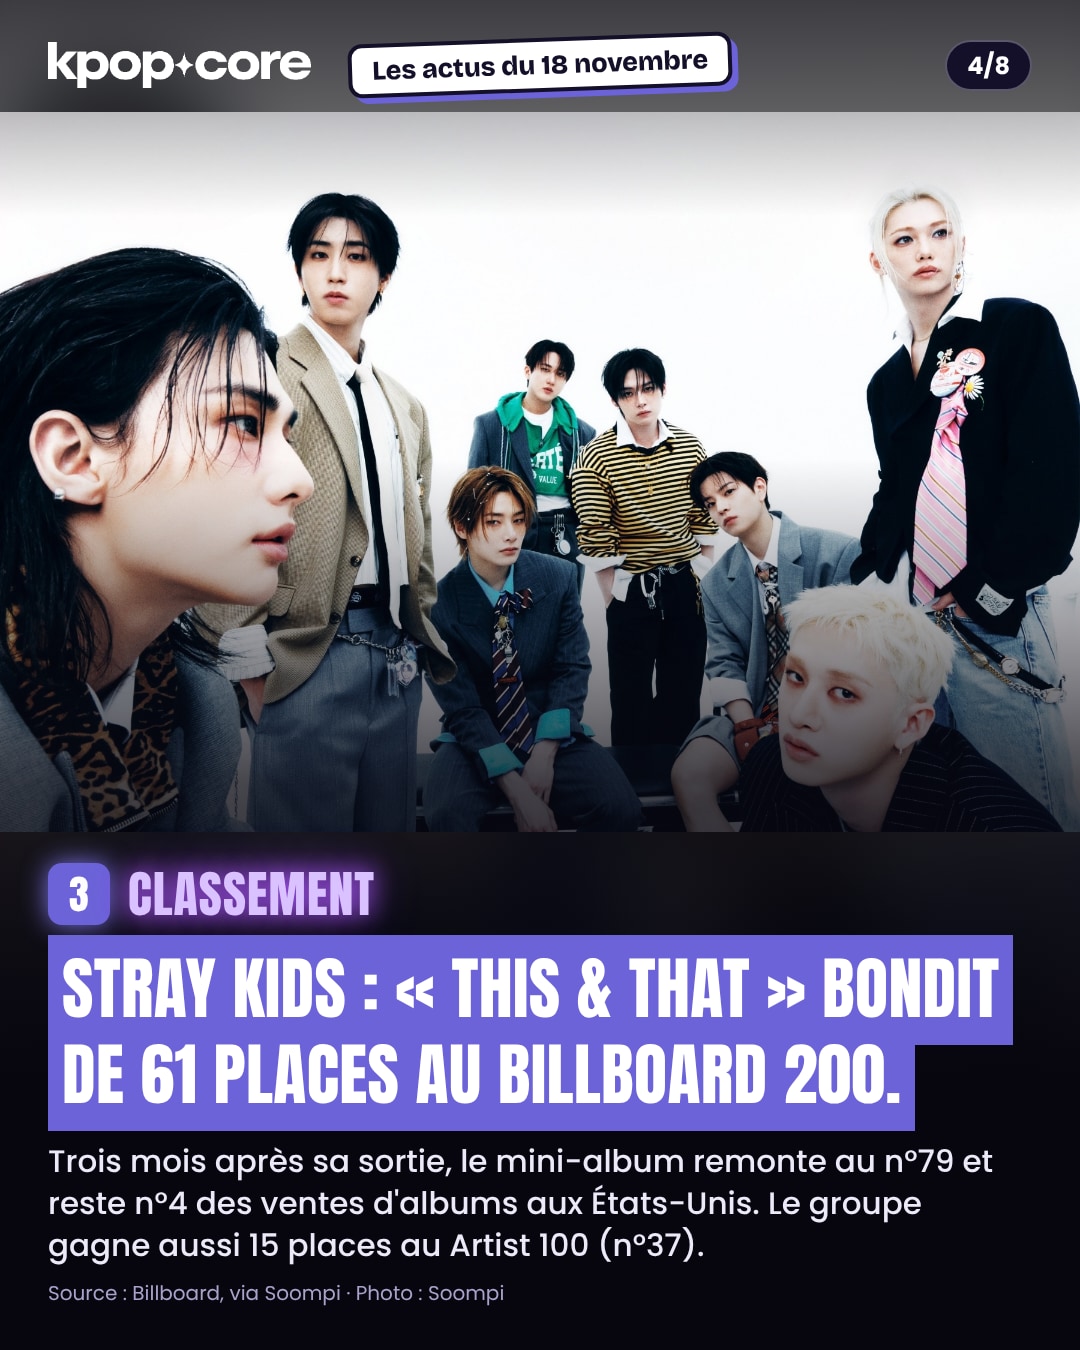 kpop✦core
Les actus du 18 novembre
4/8
VALUE
3 CLASSEMENT
STRAY KIDS : « THIS & THAT » BONDIT
DE 61 PLACES AU BILLBOARD 200.
Trois mois après sa sortie, le mini-album remonte au n°79 et
reste n°4 des ventes d'albums aux États-Unis. Le groupe
gagne aussi 15 places au Artist 100 (n°37).
Source : Billboard, via Soompi · Photo : Soompi